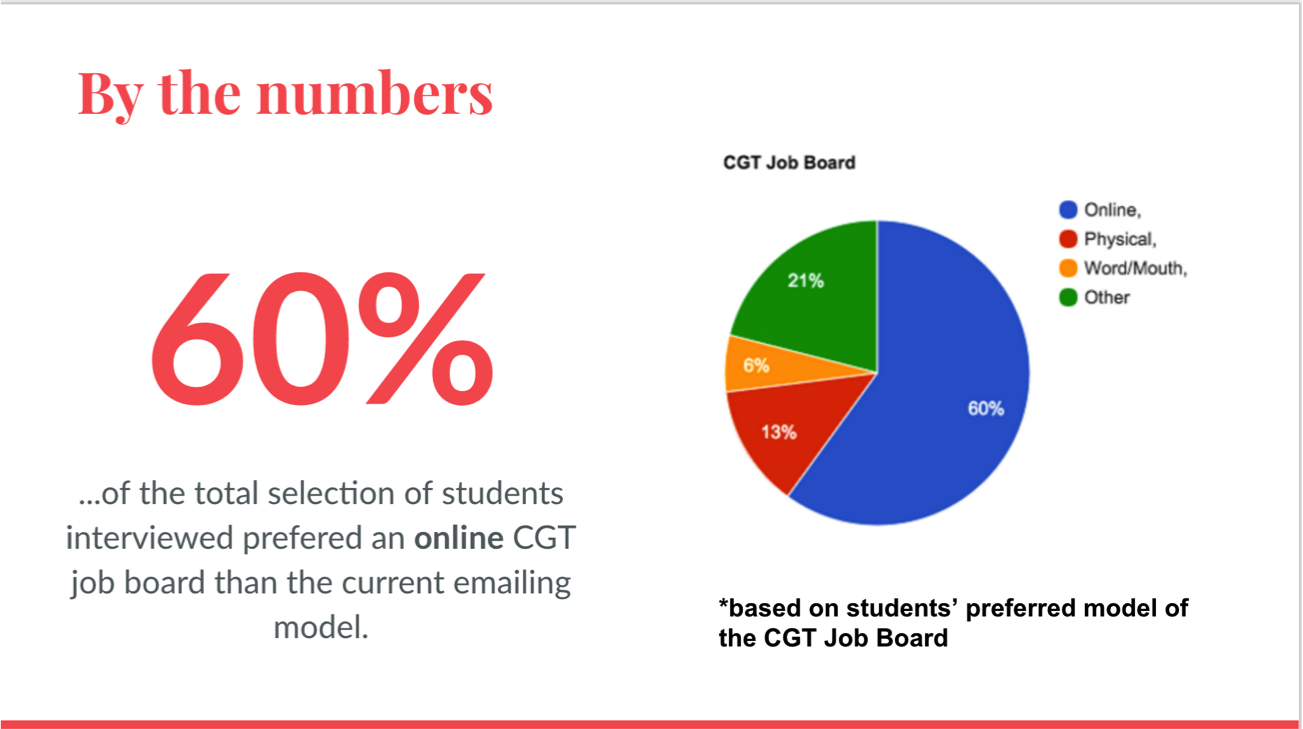 By the numbers
60%
...of the total selection of students
interviewed prefered an online CGT
job board than the current emailing
model.
CGT Job Board
Online,
Physical,
Word/Mouth,
Other
21%
6%
13%
60%
*based on students’ preferred model of
the CGT Job Board